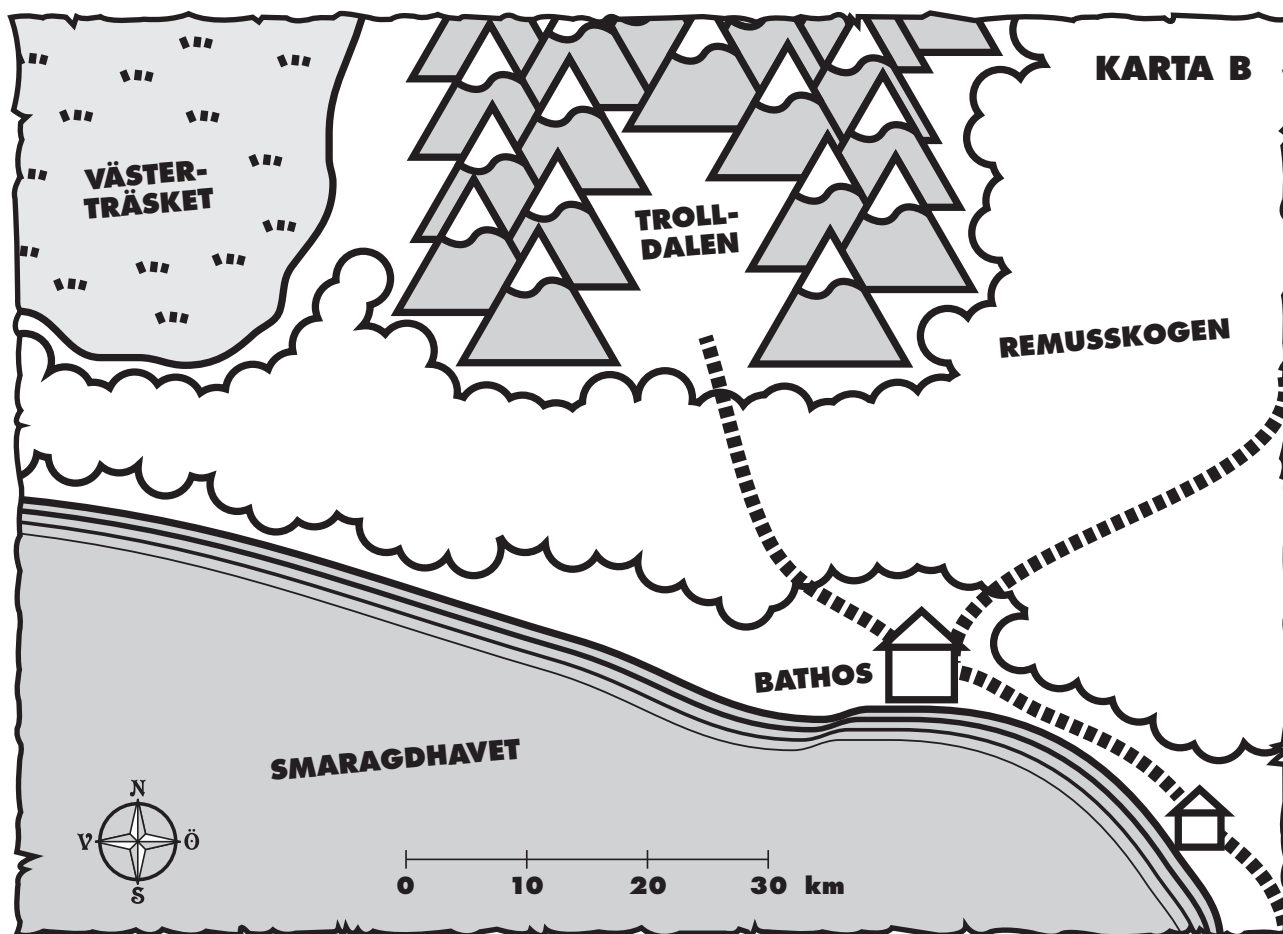 KARTA B
VÄSTER-
TRÄSKET
TROLL-
DALEN
REMUSSKOGEN
BATHOS
SMARAGDHAVET
N
V Ö
S
0 10 20 30 km